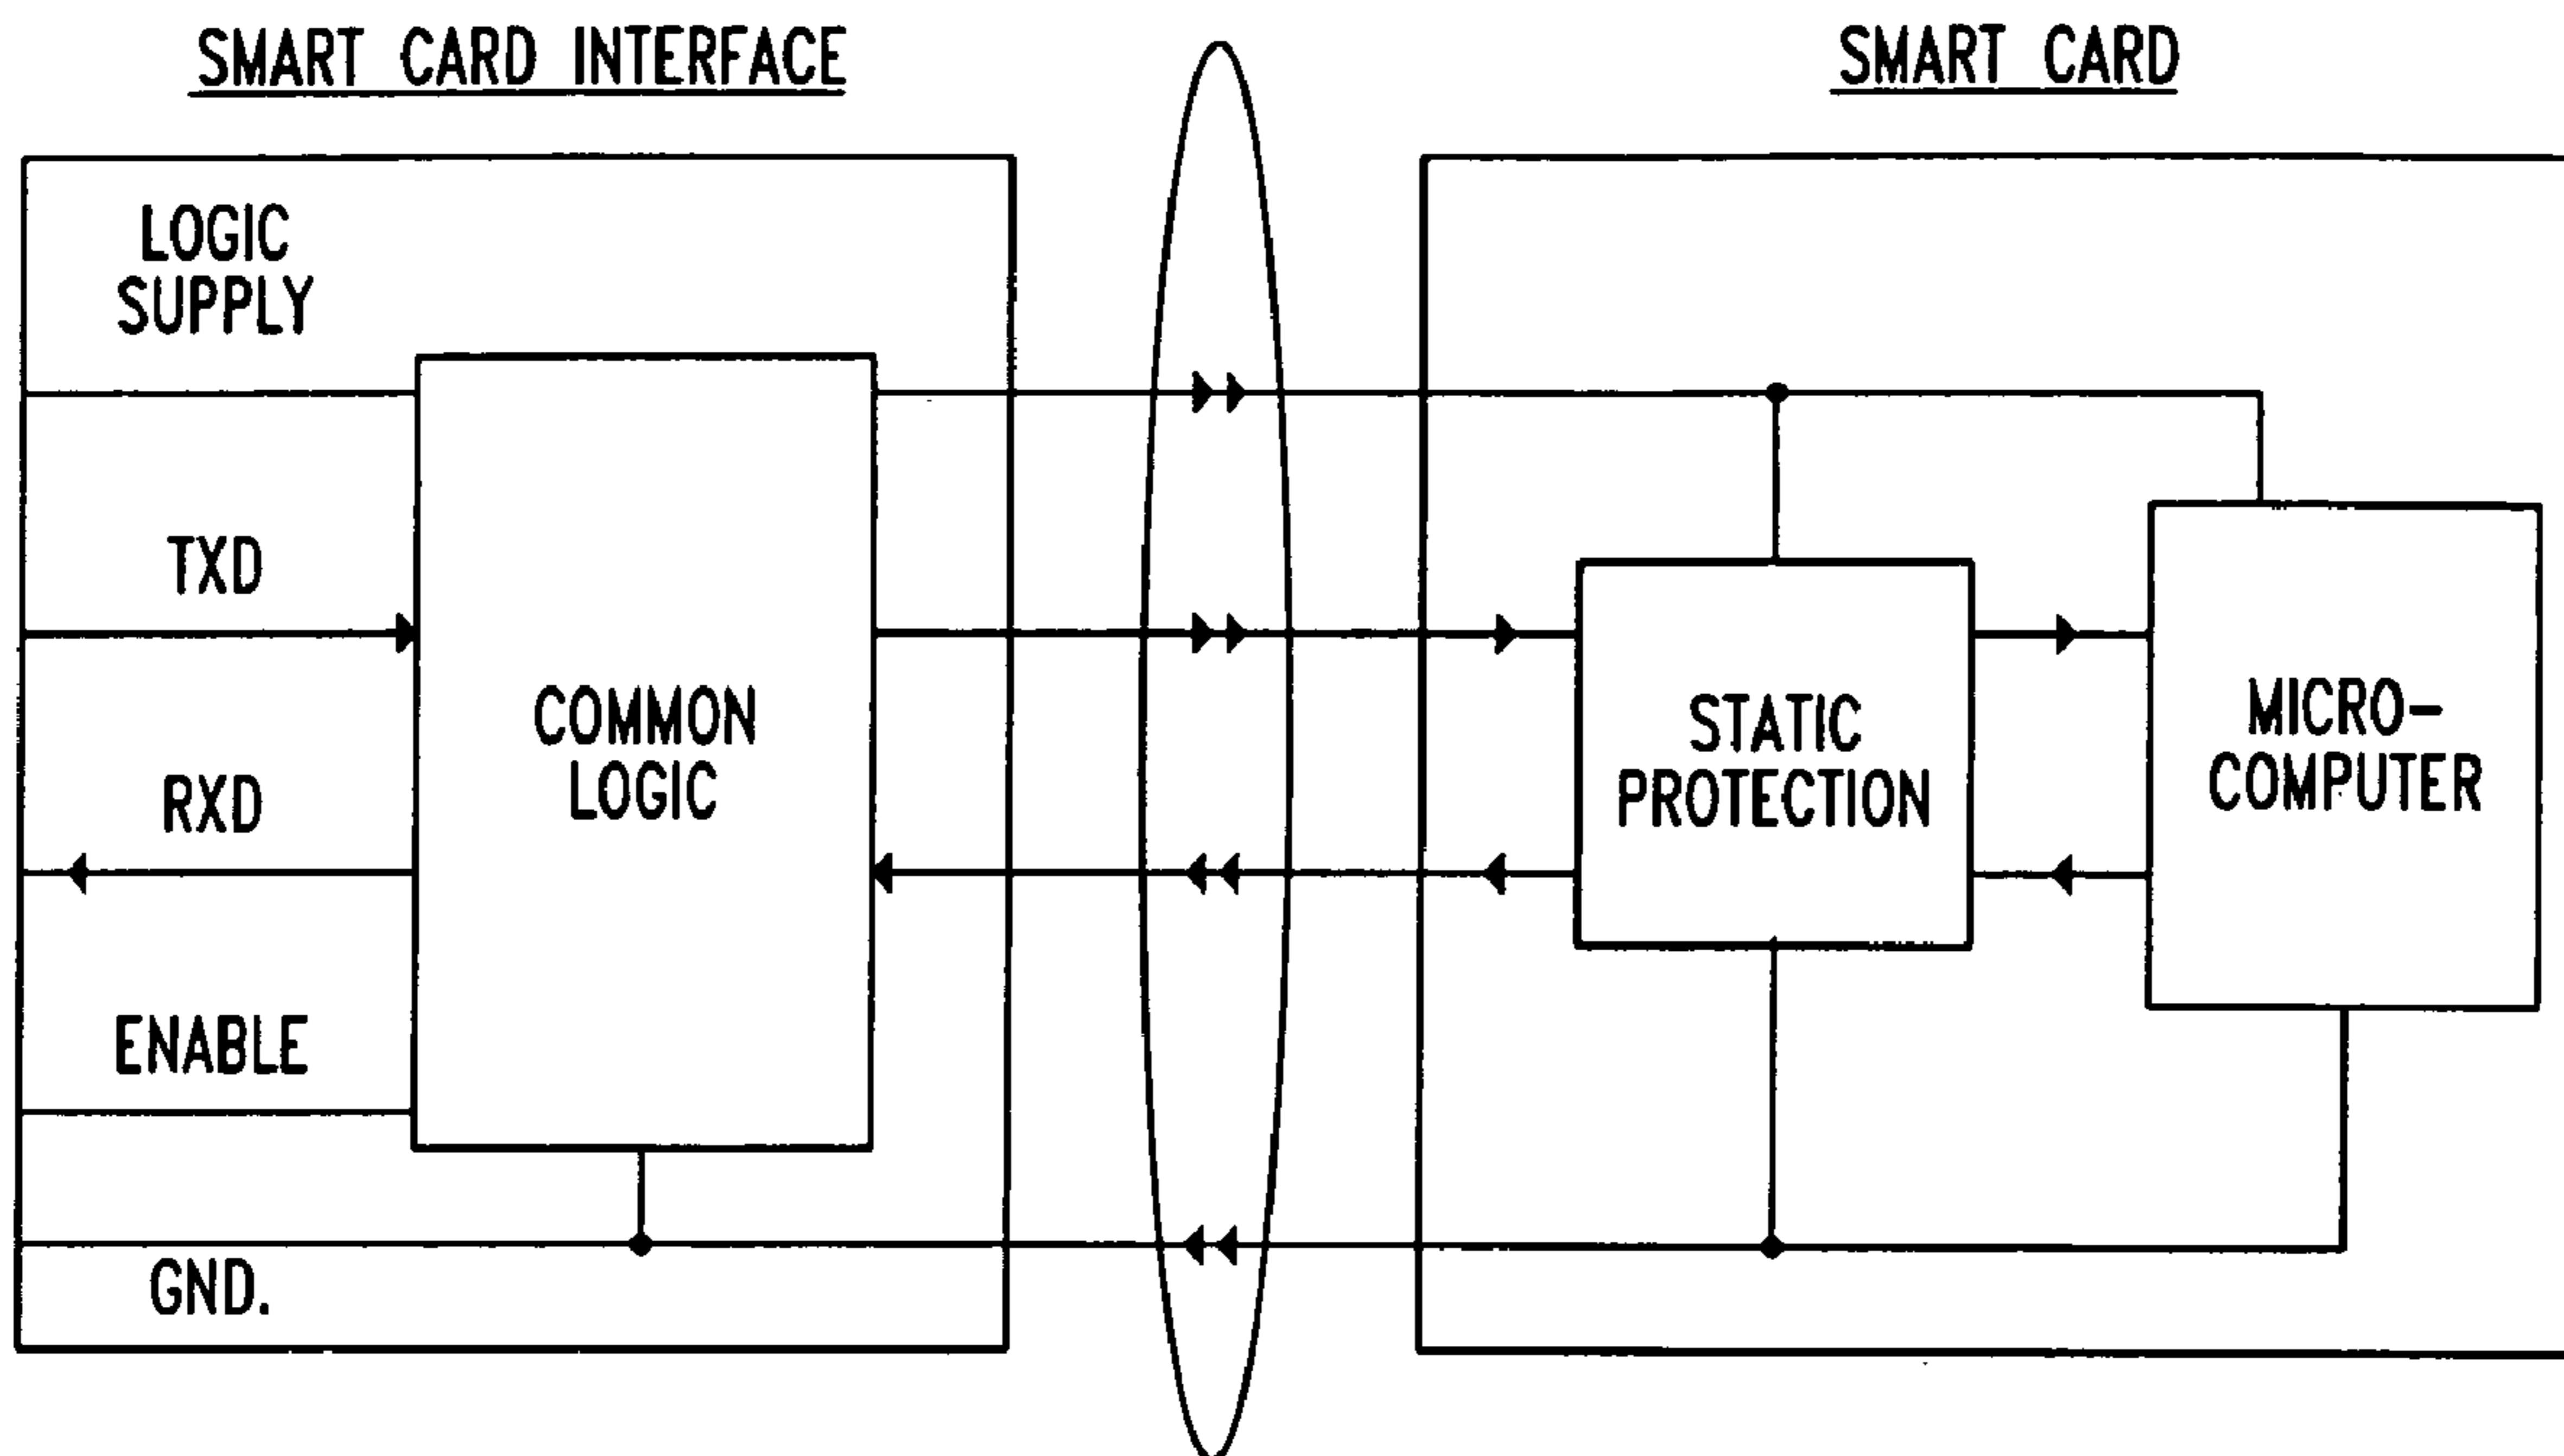 SMART CARD INTERFACE
SMART CARD
LOGIC
SUPPLY
TXD
RXD
ENABLE
GND.
COMMON
LOGIC
STATIC
PROTECTION
MICRO-
COMPUTER